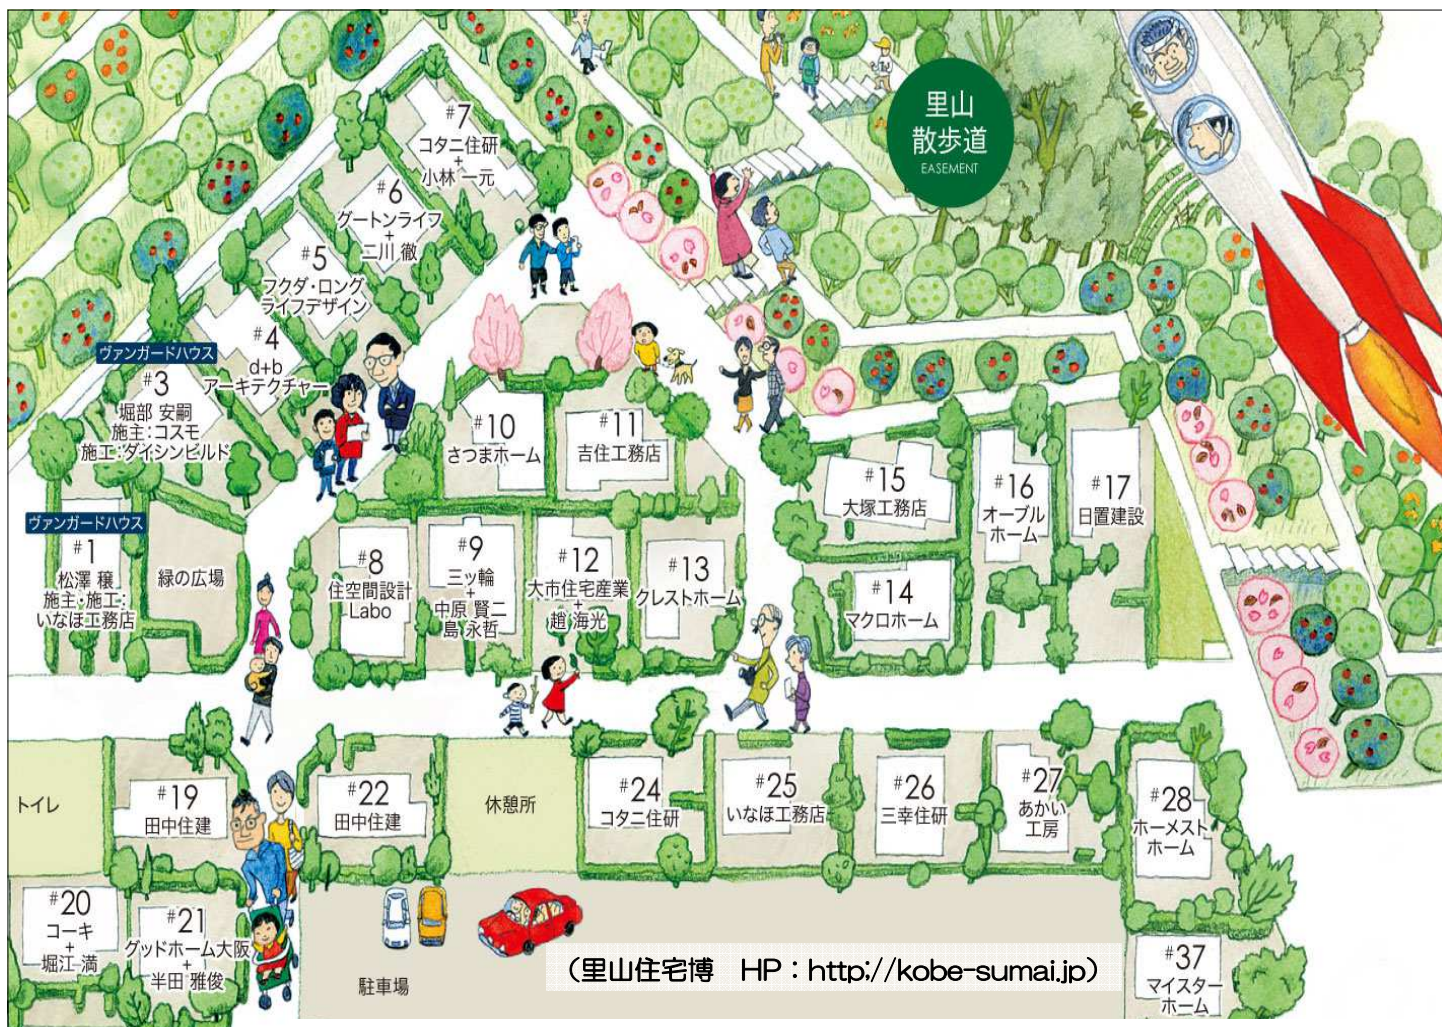 里山
散歩道
EASEMENT
#7
コタニ住研
+
小林 一元
#6
グートンライフ
+
二川 徹
#5
フクダ・ロング
ライフデザイン
#4
d+b
アーキテクチャー
ヴァンガードハウス
#3
堀部 安嗣
施主:コスモ
施工:ダイシンビルド
ヴァンガードハウス
#1
松澤 穣
施主・施工:
いなほ工務店
緑の広場
#10
さつまホーム
#11
吉住工務店
#8
住空間設計
Labo
#9
三ッ輪
+
中原 賢二
島 永哲
#12
大市住宅産業
+
趙 海光
#13
クレストホーム
#15
大塚工務店
#16
オーブル
ホーム
#17
日置建設
#14
マクロホーム
トイレ
#19
田中住建
#22
田中住建
休憩所
#24
コタニ住研
#25
いなほ工務店
#26
三幸住研
#27
あかい
工房
#28
ホーメスト
ホーム
#20
コーキ
+
堀江 満
#21
グッドホーム大阪
+
半田 雅俊
駐車場
(里山住宅博 HP:http;//kobe-sumai.jp)
#37
マイスター
ホーム